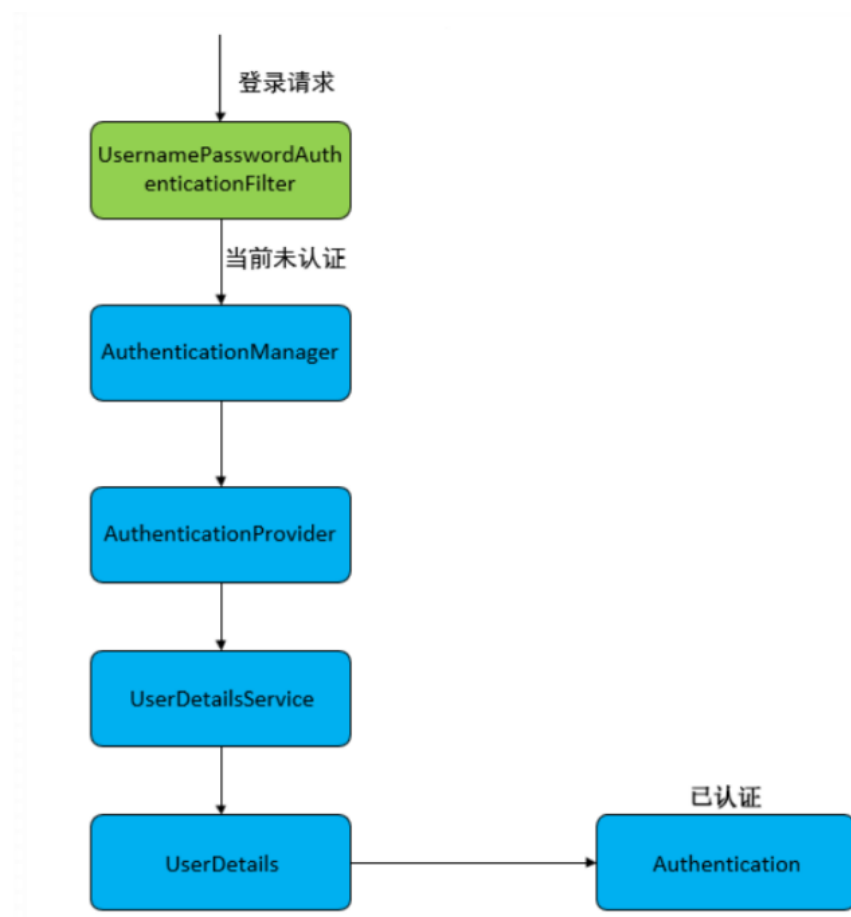 登录请求
UsernamePasswordAuth
enticationFilter
当前未认证
AuthenticationManager
AuthenticationProvider
UserDetailsService
已认证
UserDetails
Authentication